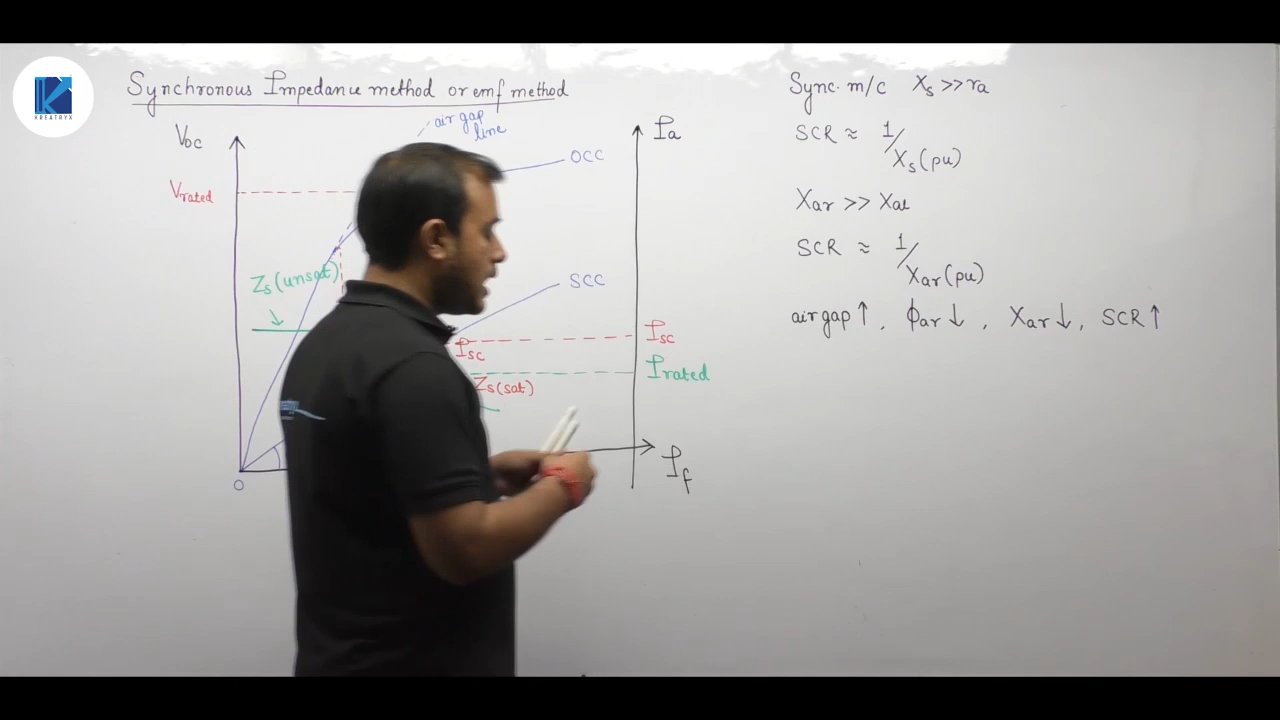 KREATRYX
Synchronous Impedance method or emf method
air gap
line
Voc
Ia
OCC
Vrated
Zs(unsat)
SCC
Isc
Isc
Irated
Zs(sat)
If
0
Sync. m/c Xs >> ra
SCR ≈ 1/Xs(pu)
Xar >> Xal
SCR ≈ 1/Xar(pu)
air gap ↑, ϕar ↓, Xar ↓, SCR ↑